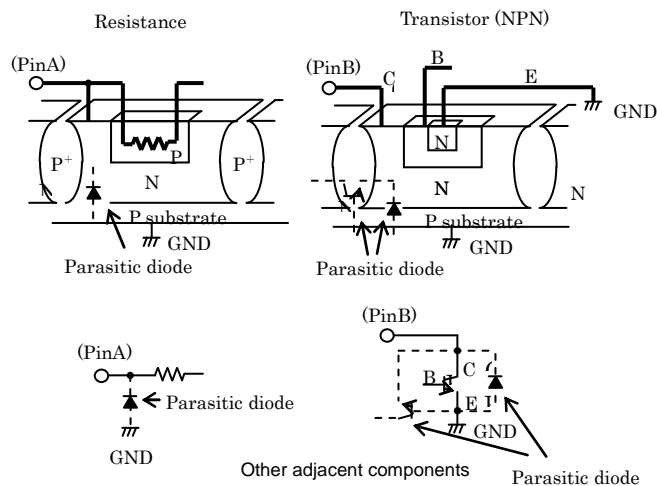 Resistance
Transistor (NPN)
(PinA)
(PinB)
B
C
E
GND
P⁺
P
P⁺
N
N
N
N
P substrate
P substrate
GND
GND
Parasitic diode
Parasitic diode
(PinA)
Parasitic diode
GND
(PinB)
B
C
E
GND
Other adjacent components
Parasitic diode